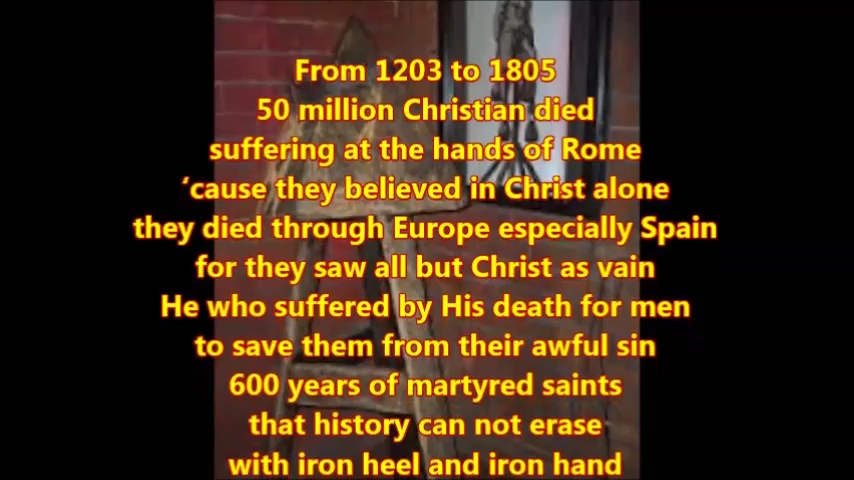 From 1203 to 1805
50 million Christian died
suffering at the hands of Rome
‘cause they believed in Christ alone
they died through Europe especially Spain
for they saw all but Christ as vain
He who suffered by His death for men
to save them from their awful sin
600 years of martyred saints
that history can not erase
with iron heel and iron hand